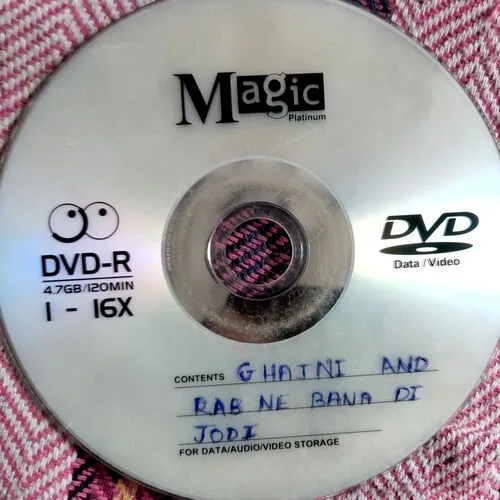 Magic
Platinum
DVD-R
4.7GB/120MIN
1 - 16X
DVD
Data / Video
CONTENTS GHAJNI AND
RAB NE BANA DI
JODI
FOR DATA/AUDIO/VIDEO STORAGE